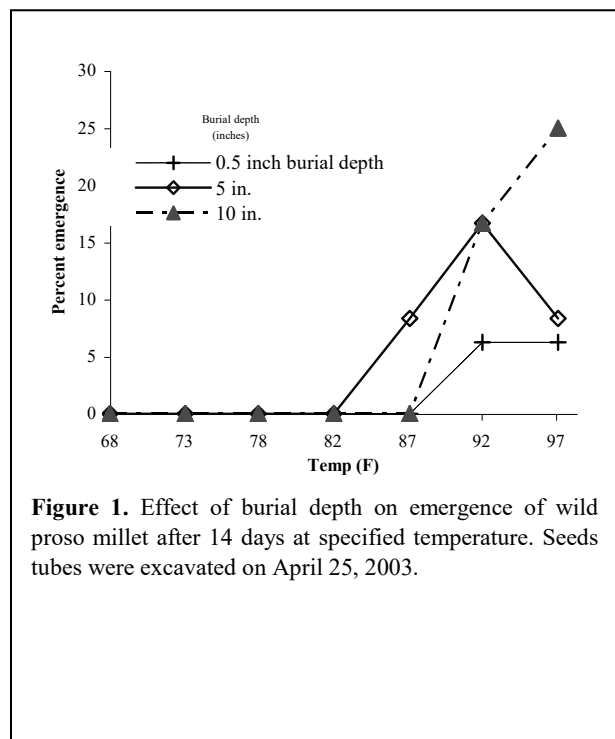 30
25
20
15
10
5
0
Percent emergence
Burial depth
(inches)
0.5 inch burial depth
5 in.
10 in.
68 73 78 82 87 92 97
Temp (F)
Figure 1. Effect of burial depth on emergence of wild
proso millet after 14 days at specified temperature. Seeds
tubes were excavated on April 25, 2003.